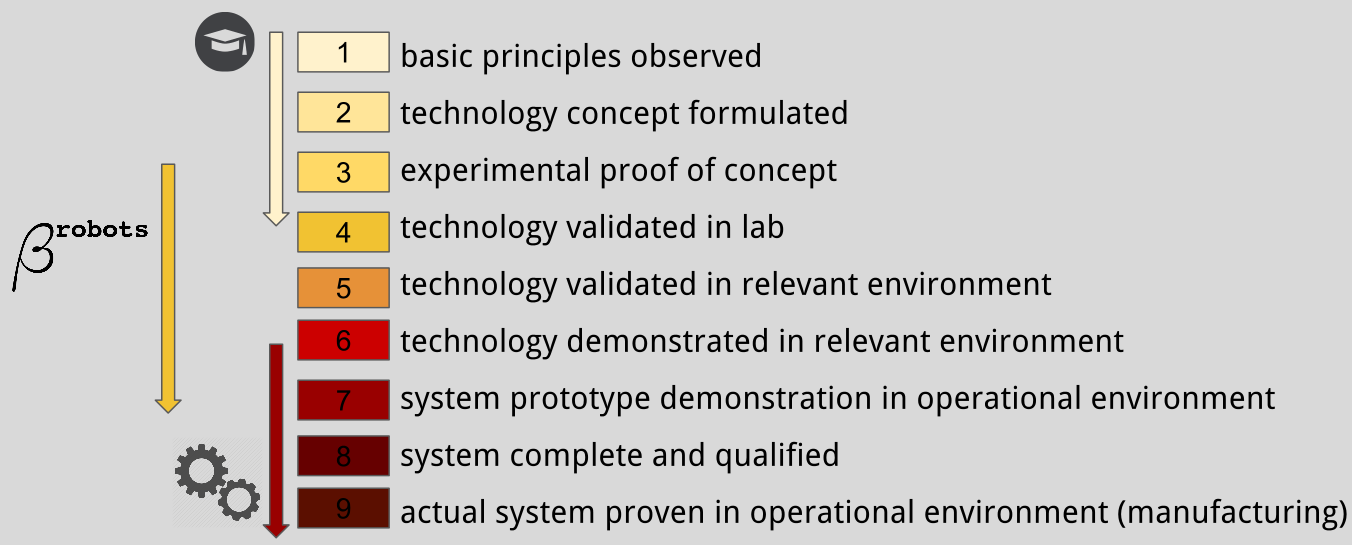 1 basic principles observed
2 technology concept formulated
3 experimental proof of concept
β robots
4 technology validated in lab
5 technology validated in relevant environment
6 technology demonstrated in relevant environment
7 system prototype demonstration in operational environment
8 system complete and qualified
9 actual system proven in operational environment (manufacturing)